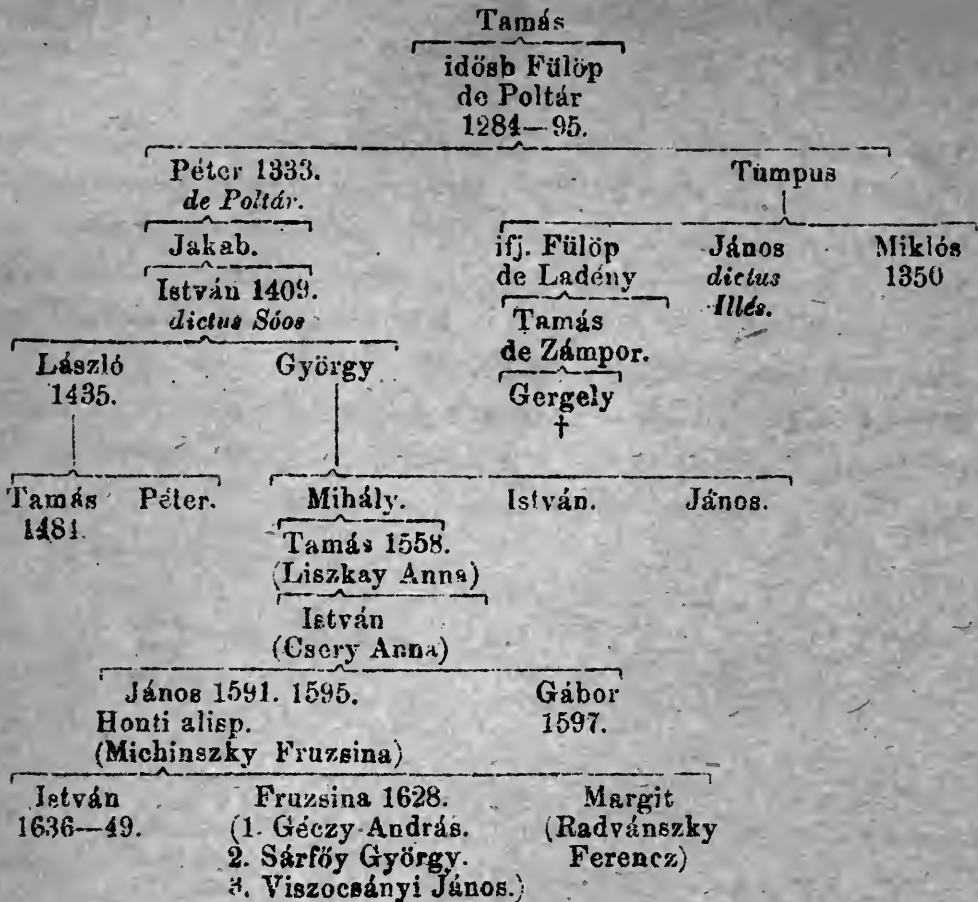 Tamás
idősb Fülöp
de Poltár
1284—95.
Péter 1333. Tümpus
de Poltár.
Jakab. ifj. Fülöp János Miklós
de Ladény dictus 1350
István 1409. Illés.
dictus Sóos Tamás
de Zámpor.
László György
1435. Gergely
†
Tamás Péter. Mihály. István. János.
1481.
Tamás 1558.
(Liszkay Anna)
István
(Csery Anna)
János 1591. 1595. Gábor
Honti alisp. 1597.
(Michinszky Fruzsina)
István Fruzsina 1628. Margit
1636—49. (1. Géczy András. (Radvánszky
2. Sárfőy György. Ferencz)
3. Viszocsányi János.)